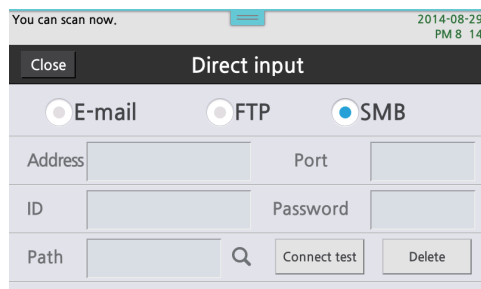 You can scan now.
2014-08-29
PM 8 14
Close
Direct input
E-mail
FTP
SMB
Address
Port
ID
Password
Path
Connect test
Delete